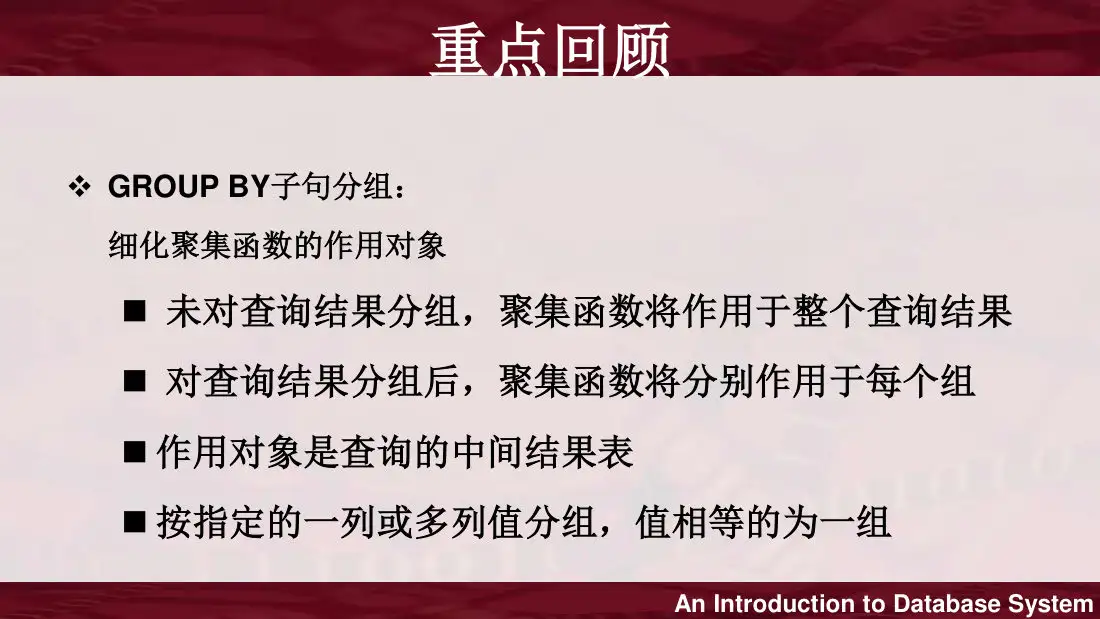 重点回顾
GROUP BY子句分组：
细化聚集函数的作用对象
未对查询结果分组，聚集函数将作用于整个查询结果
对查询结果分组后，聚集函数将分别作用于每个组
作用对象是查询的中间结果表
按指定的一列或多列值分组，值相等的为一组
An Introduction to Database System